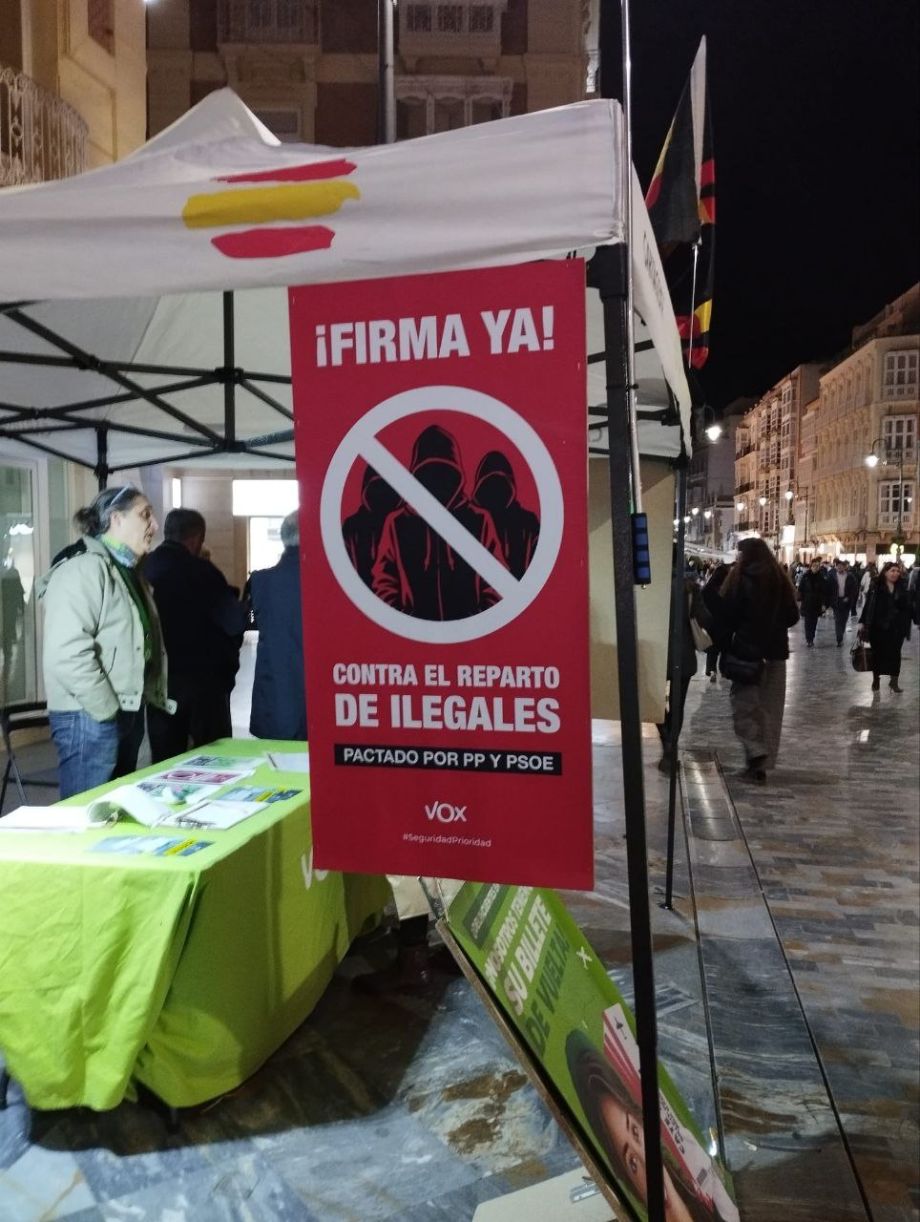 ¡FIRMA YA!
CONTRA EL REPARTO
DE ILEGALES
PACTADO POR PP Y PSOE
VOX
#SeguridadPrioridad
SU BILLETE
DE VUELTA